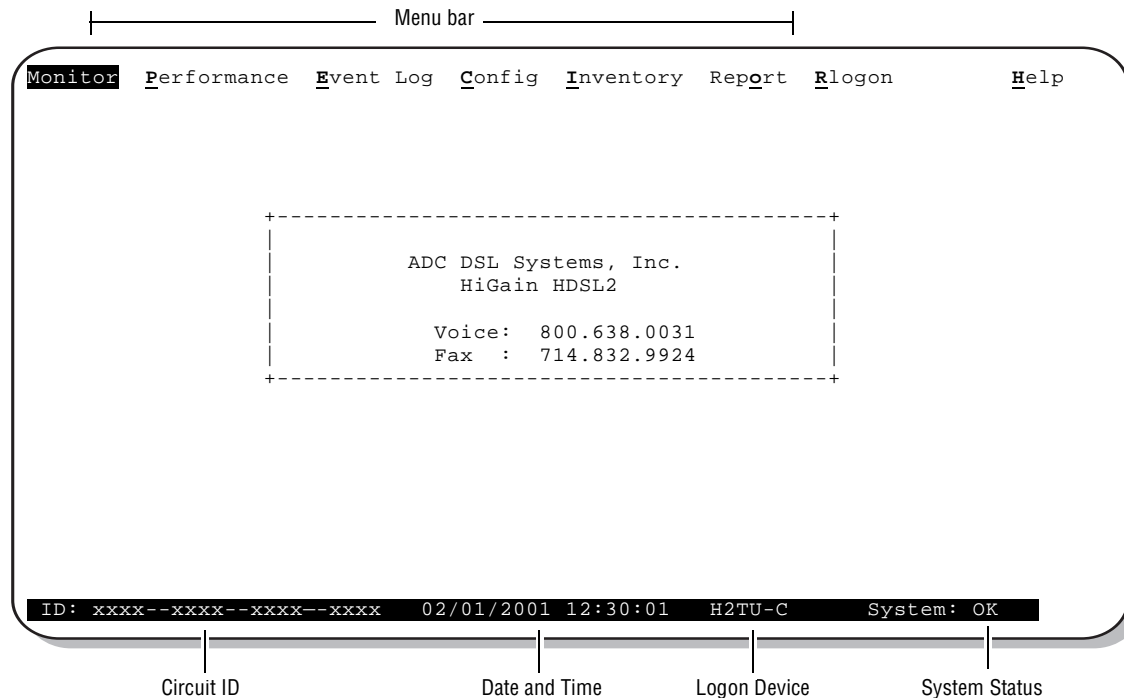 Menu bar
Monitor Performance Event Log Config Inventory Report Rlogon Help
ADC DSL Systems, Inc.
HiGain HDSL2
Voice: 800.638.0031
Fax : 714.832.9924
ID: xxxx--xxxx--xxxx--xxxx 02/01/2001 12:30:01 H2TU-C System: OK
Circuit ID Date and Time Logon Device System Status